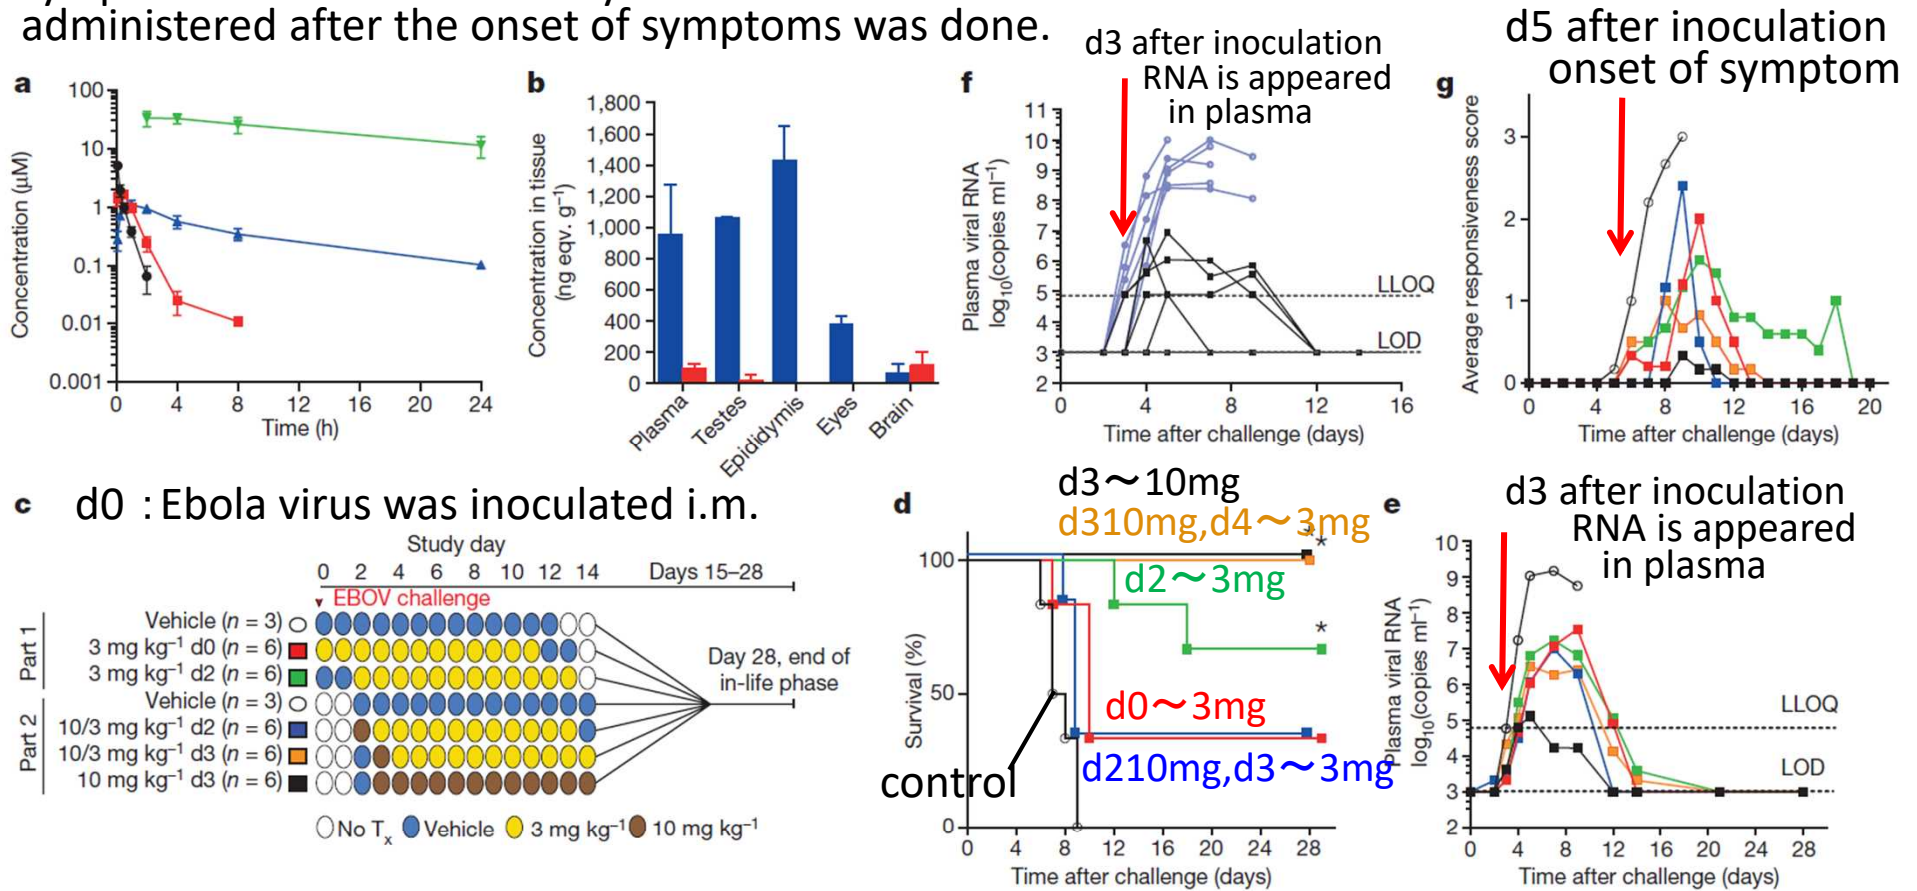 administered after the onset of symptoms was done.
d3 after inoculation
RNA is appeared
in plasma
d5 after inoculation
onset of symptom
a
Concentration (µM)
100
10
1
0.1
0.01
0.001
0 4 8 12 16 20 24
Time (h)
b
Concentration in tissue
(ng eqv. g⁻¹)
1,800
1,600
1,400
1,200
1,000
800
600
400
200
0
Plasma
Testes
Epididymis
Eyes
Brain
f
Plasma viral RNA
log₁₀(copies ml⁻¹)
11
10
9
8
7
6
5
4
3
2
LLOQ
LOD
0 4 8 12 16
Time after challenge (days)
g
Average responsiveness score
3
2
1
0
0 4 8 12 16 20
Time after challenge (days)
c
d0 : Ebola virus was inoculated i.m.
Study day
0 2 4 6 8 10 12 14 Days 15–28
EBOV challenge
Part 1
Vehicle (n = 3)
3 mg kg⁻¹ d0 (n = 6)
3 mg kg⁻¹ d2 (n = 6)
Part 2
Vehicle (n = 3)
10/3 mg kg⁻¹ d2 (n = 6)
10/3 mg kg⁻¹ d3 (n = 6)
10 mg kg⁻¹ d3 (n = 6)
Day 28, end of
in-life phase
No Tₓ Vehicle 3 mg kg⁻¹ 10 mg kg⁻¹
d
d3～10mg
d310mg,d4～3mg
*
*
d2～3mg
*
d0～3mg
d210mg,d3～3mg
control
Survival (%)
100
50
0
0 4 8 12 16 20 24 28
Time after challenge (days)
e
d3 after inoculation
RNA is appeared
in plasma
Plasma viral RNA
log₁₀(copies ml⁻¹)
10
9
8
7
6
5
4
3
2
LLOQ
LOD
0 4 8 12 16 20 24 28
Time after challenge (days)